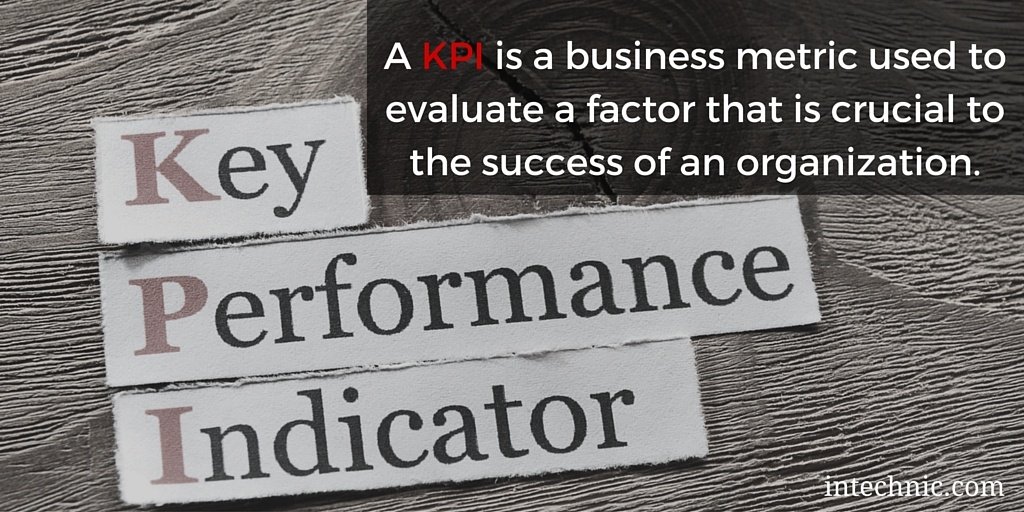 A KPI is a business metric used to
evaluate a factor that is crucial to
the success of an organization.
Key
Performance
Indicator
intechnic.com